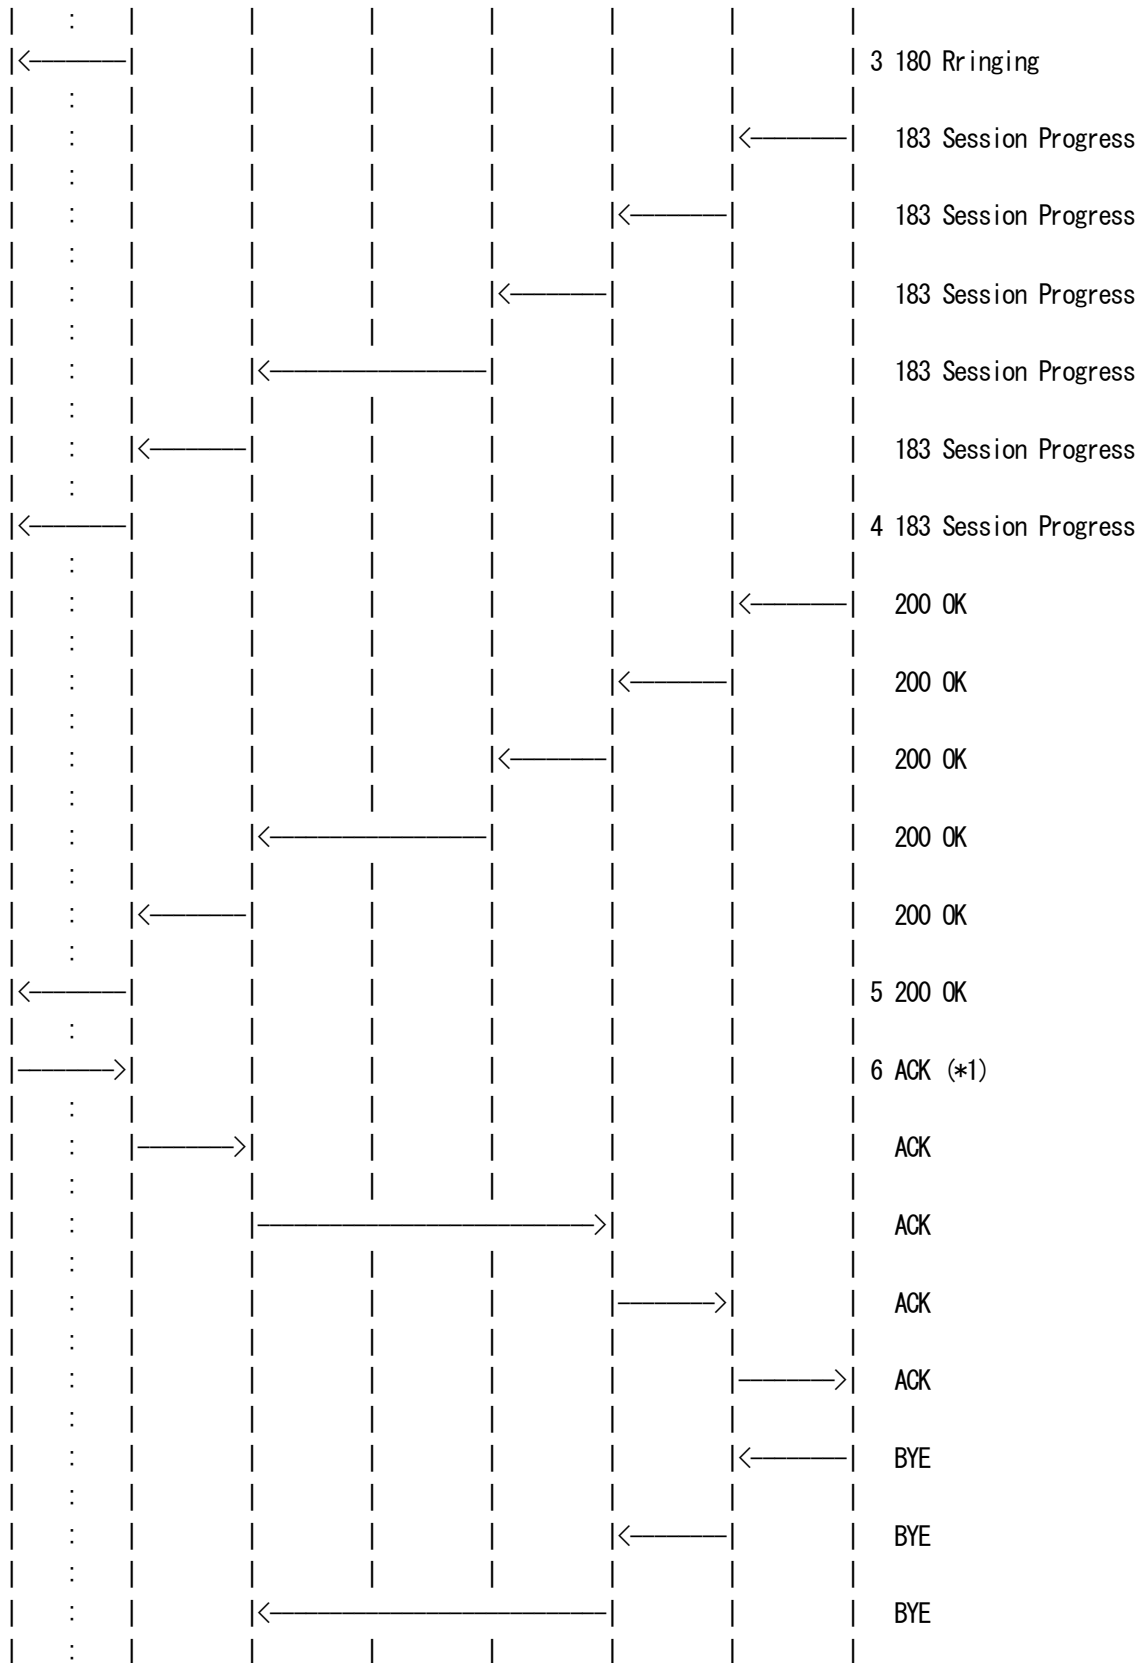 3 180 Rringing
183 Session Progress
183 Session Progress
183 Session Progress
183 Session Progress
183 Session Progress
4 183 Session Progress
200 OK
200 OK
200 OK
200 OK
200 OK
5 200 OK
6 ACK (*1)
ACK
ACK
ACK
ACK
BYE
BYE
BYE